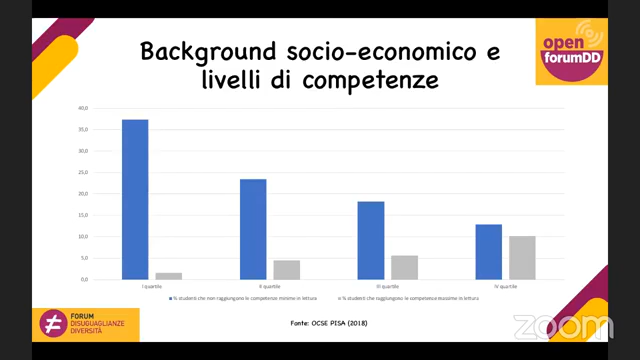 Background socio-economico e
livelli di competenze
open
forumDD
40,0
35,0
30,0
25,0
20,0
15,0
10,0
5,0
0,0
I quartile
II quartile
III quartile
IV quartile
% studenti che non raggiungono le competenze minime in lettura
% studenti che raggiungono le competenze massime in lettura
FORUM
DISUGUAGLIANZE
DIVERSITÀ
Fonte: OCSE PISA (2018)
zoom